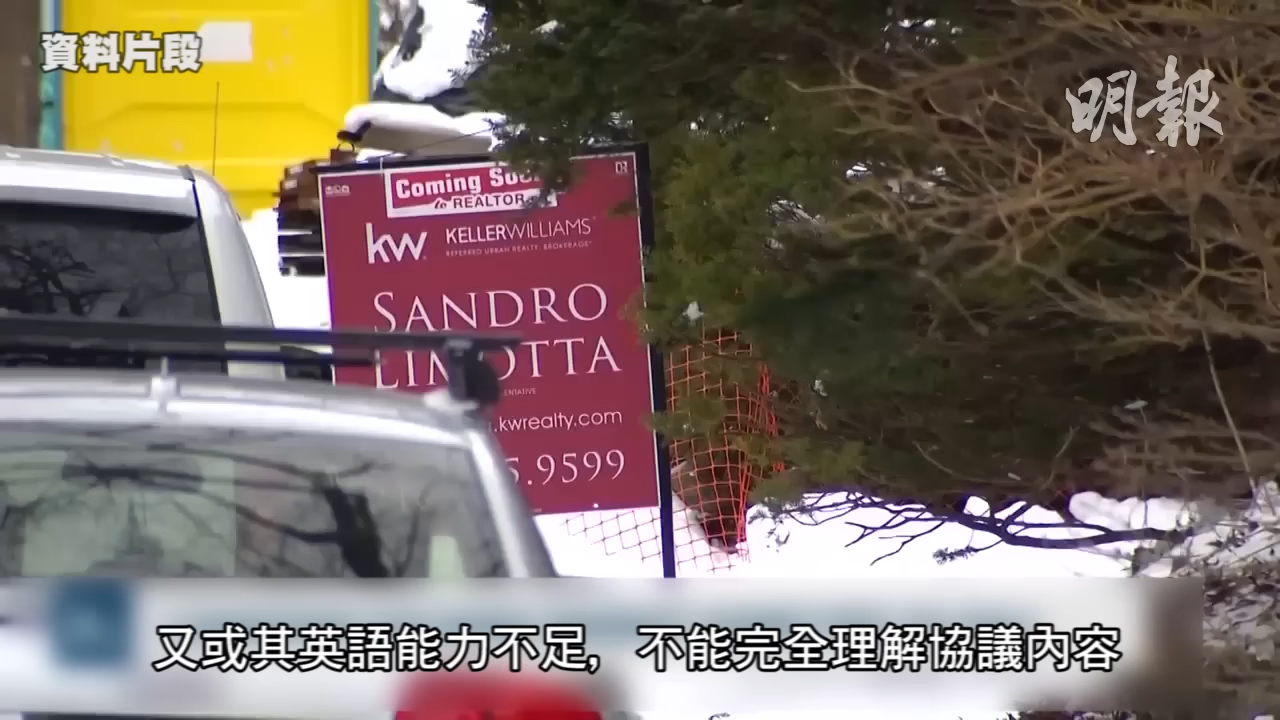 資料片段
明報
Coming
to REALTOR
kw
KELLERWILLIAMS
REFERRED URBAN REALTY, BROKERAGE
SANDRO
.kwrealty.com
5.9599
又或其英語能力不足, 不能完全理解協議內容